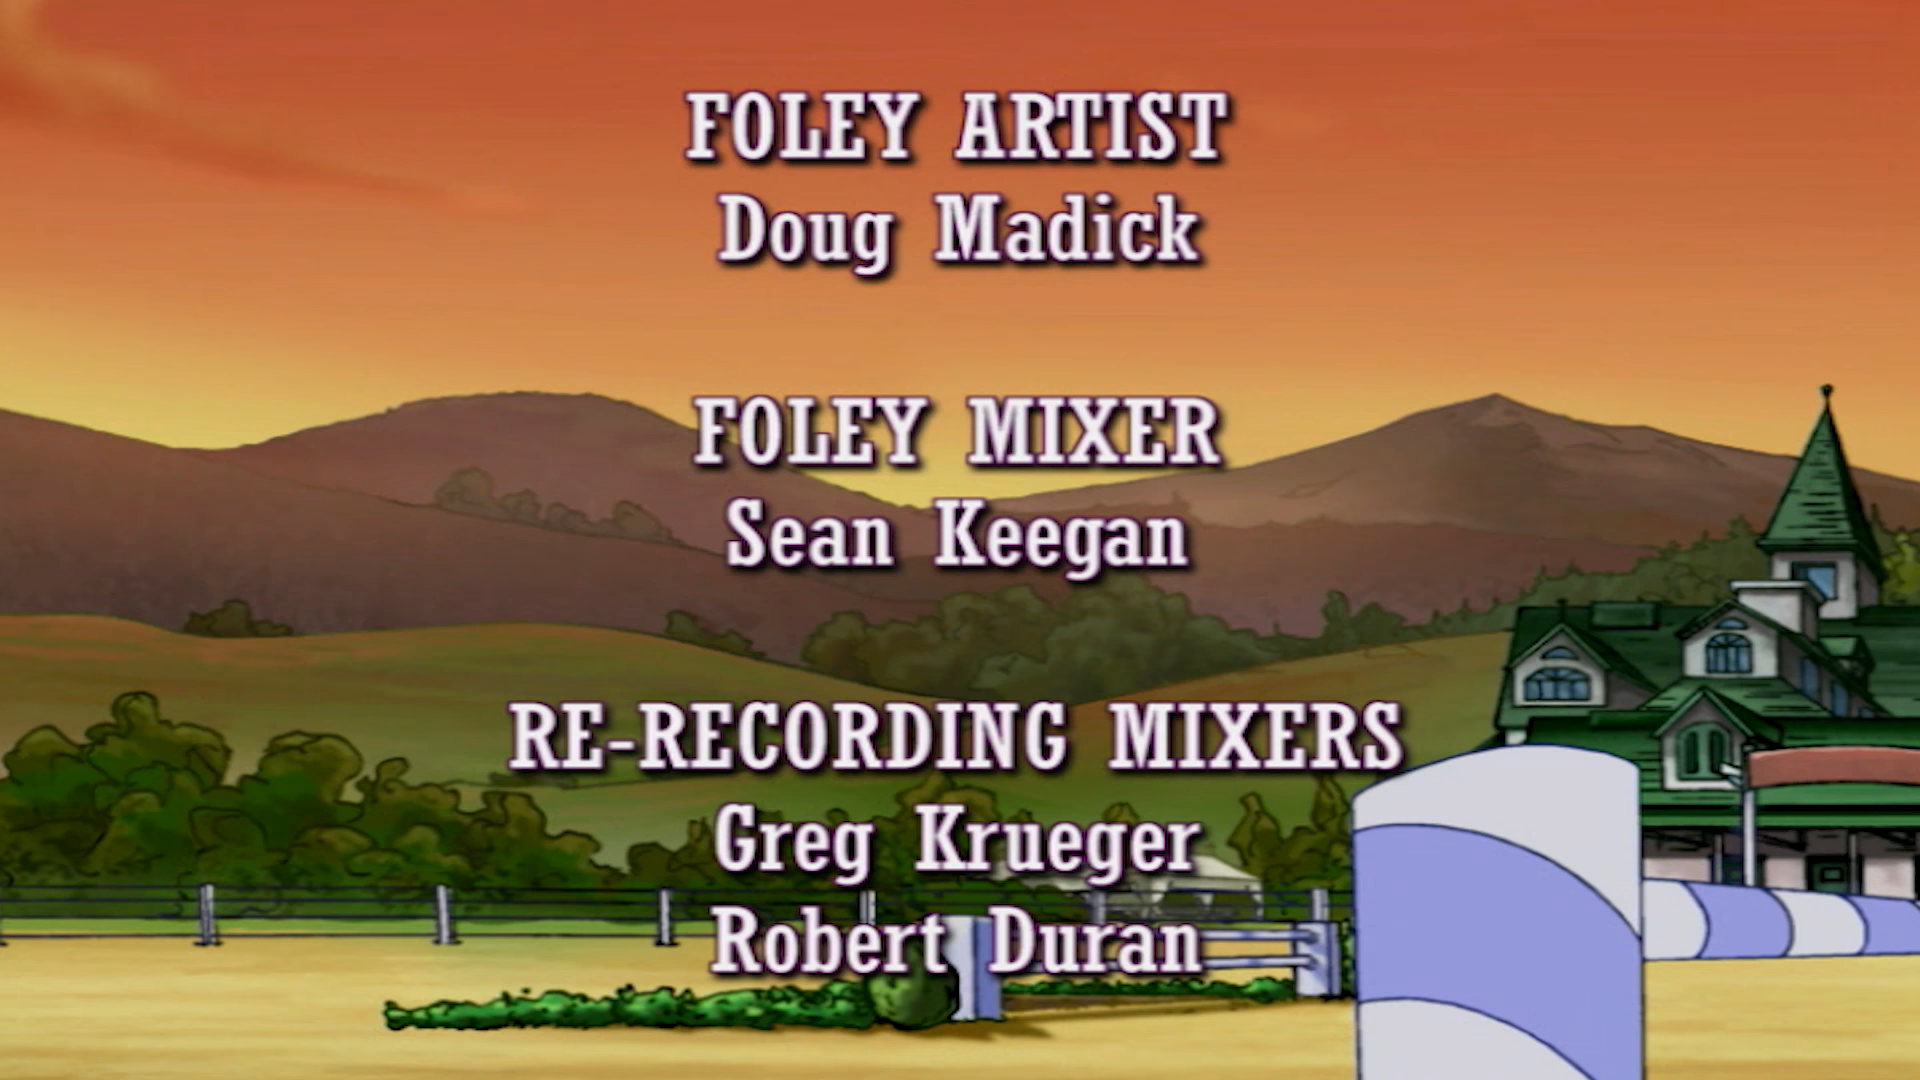 FOLEY ARTIST
Doug Madick
FOLEY MIXER
Sean Keegan
RE-RECORDING MIXERS
Greg Krueger
Robert Duran